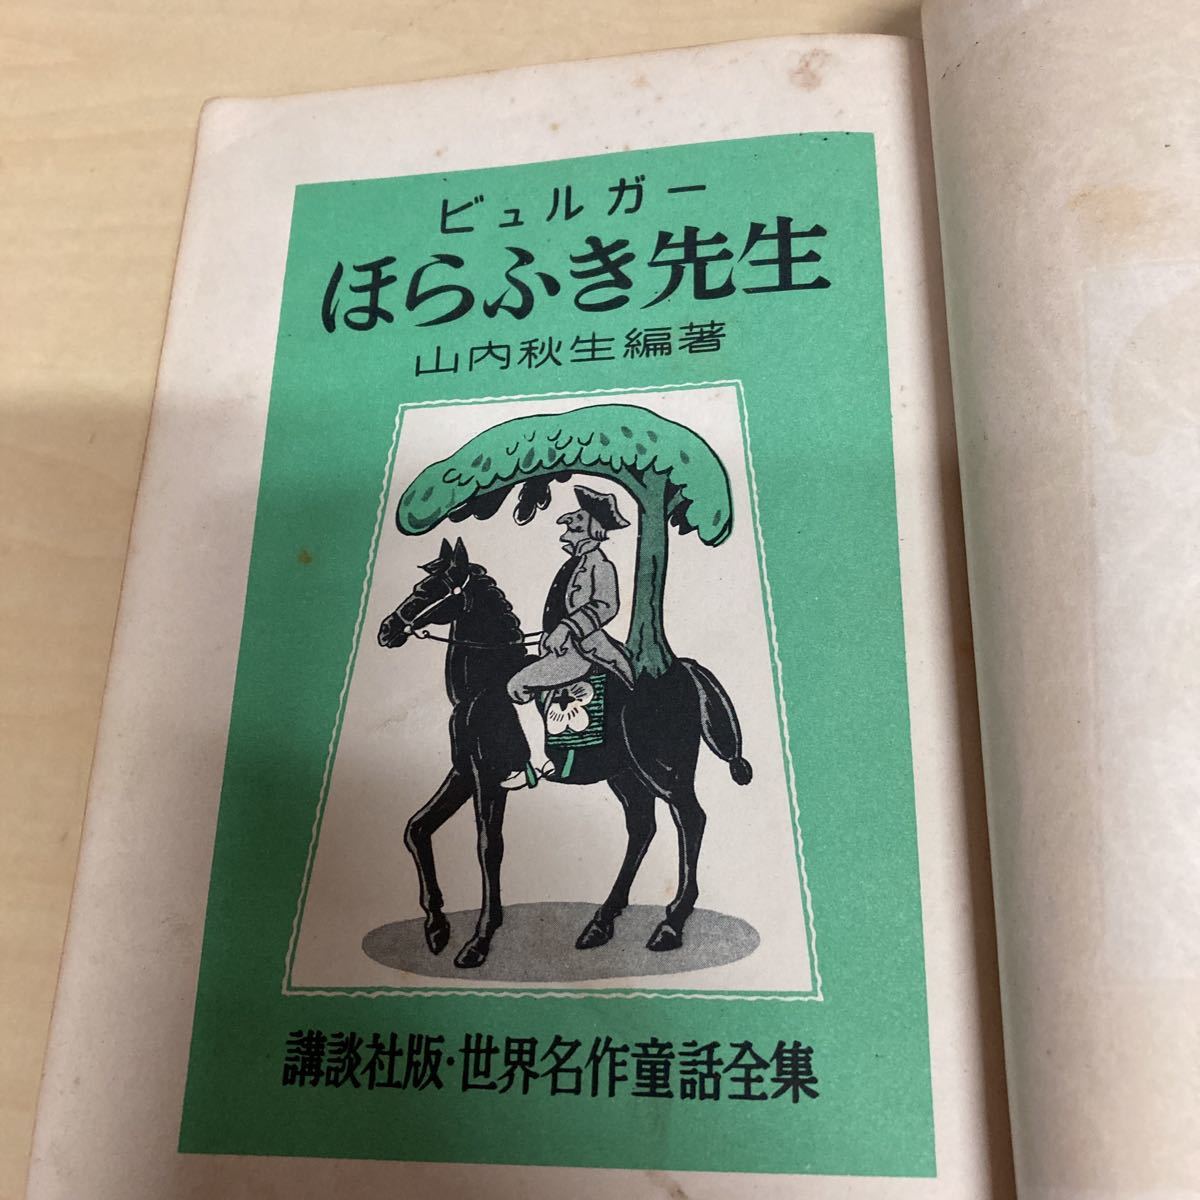 ビュルガー
ほらふき先生
山内秋生編著
講談社版・世界名作童話全集